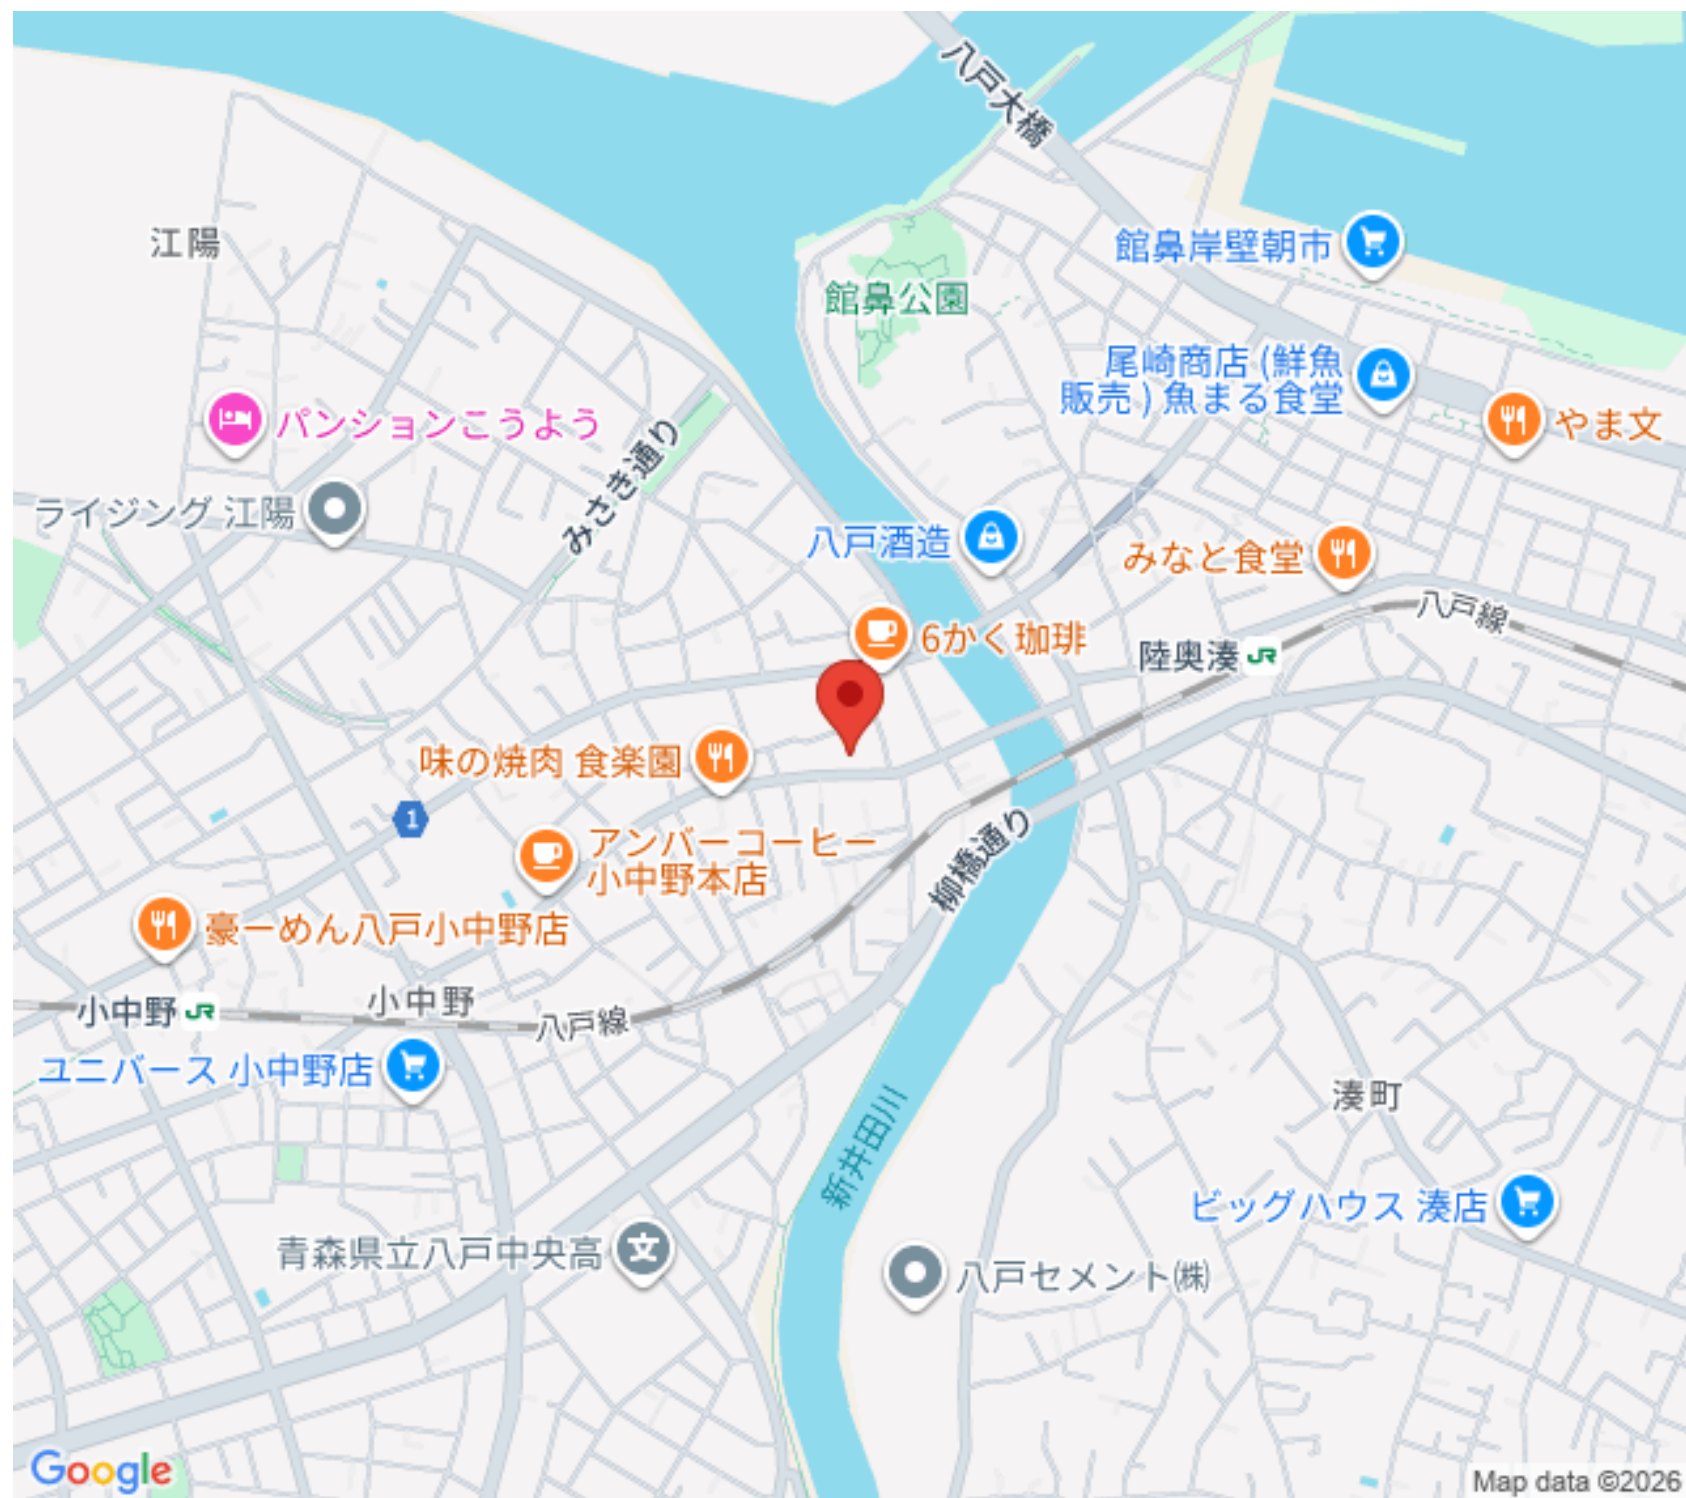 八戸大橋
江陽
館鼻岸壁朝市
館鼻公園
尾崎商店 (鮮魚
販売 ) 魚まる食堂
パンションこうよう
やま文
みさき通り
ライジング 江陽
八戸酒造
みなと食堂
八戸線
6かく珈琲
陸奥湊 JR
味の焼肉 食楽園
1
アンバーコーヒー
小中野本店
柳橋通り
豪ーめん八戸小中野店
小中野 JR
小中野
八戸線
ユニバース 小中野店
湊町
新井田川
ビッグハウス 湊店
青森県立八戸中央高
文
八戸セメント㈱
Google
Map data ©2026